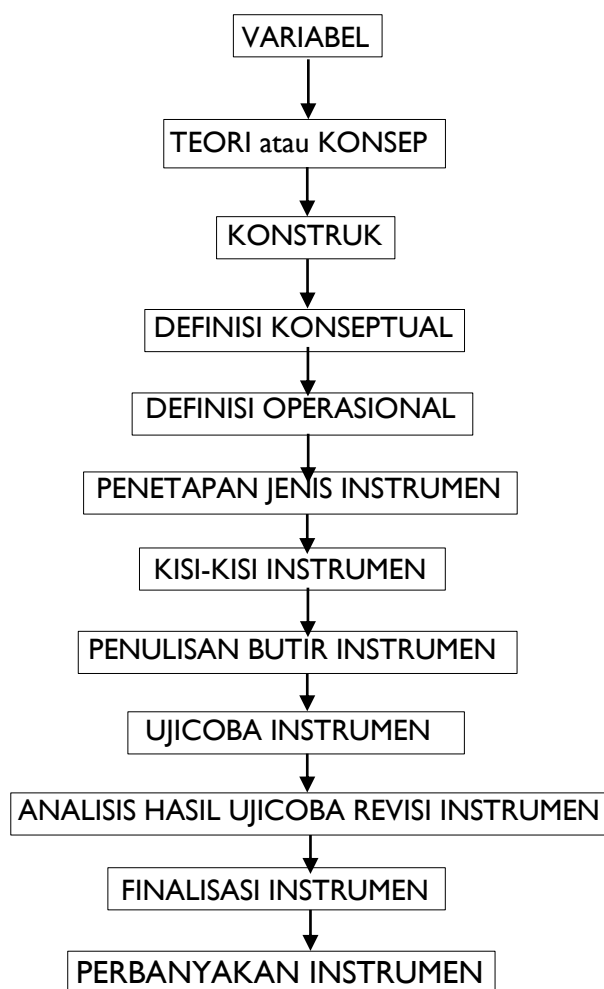 VARIABEL
TEORI atau KONSEP
KONSTRUK
DEFINISI KONSEPTUAL
DEFINISI OPERASIONAL
PENETAPAN JENIS INSTRUMEN
KISI-KISI INSTRUMEN
PENULISAN BUTIR INSTRUMEN
UJICOBA INSTRUMEN
ANALISIS HASIL UJICOBA REVISI INSTRUMEN
FINALISASI INSTRUMEN
PERBANYAKAN INSTRUMEN